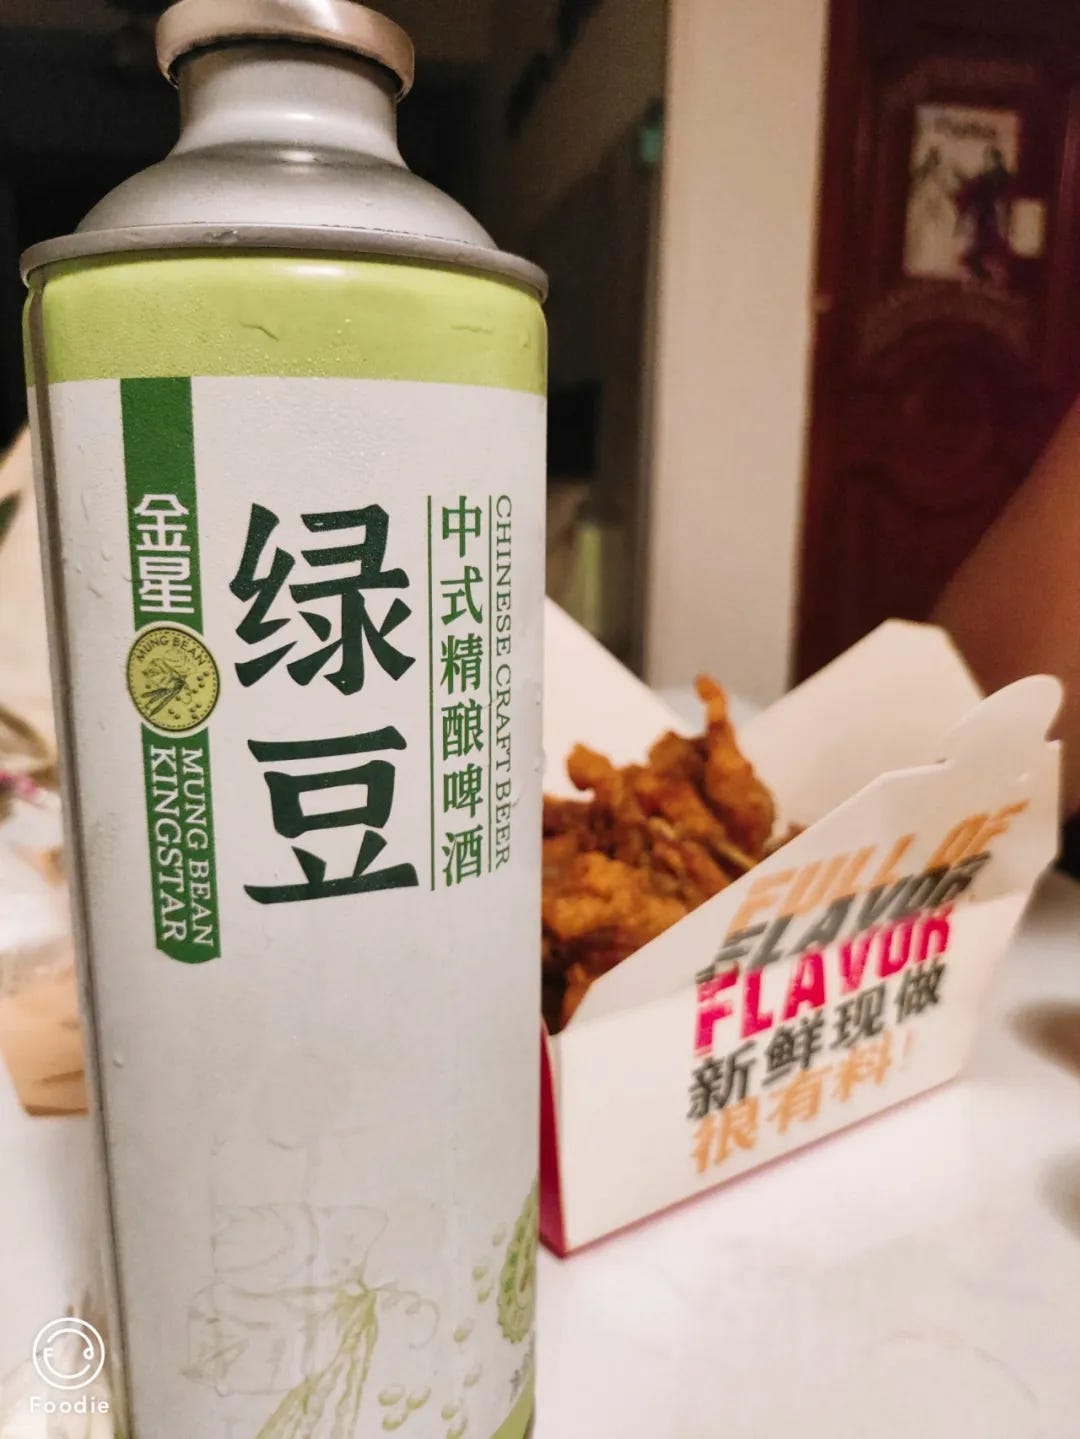 金星
MUNG BEAN
MUNG BEAN
KINGSTAR
绿豆
中式精酿啤酒
CHINESE CRAFT BEER
FULL OF
FLAVOR
FLAVOR
新鲜现做
很有料!
Foodie